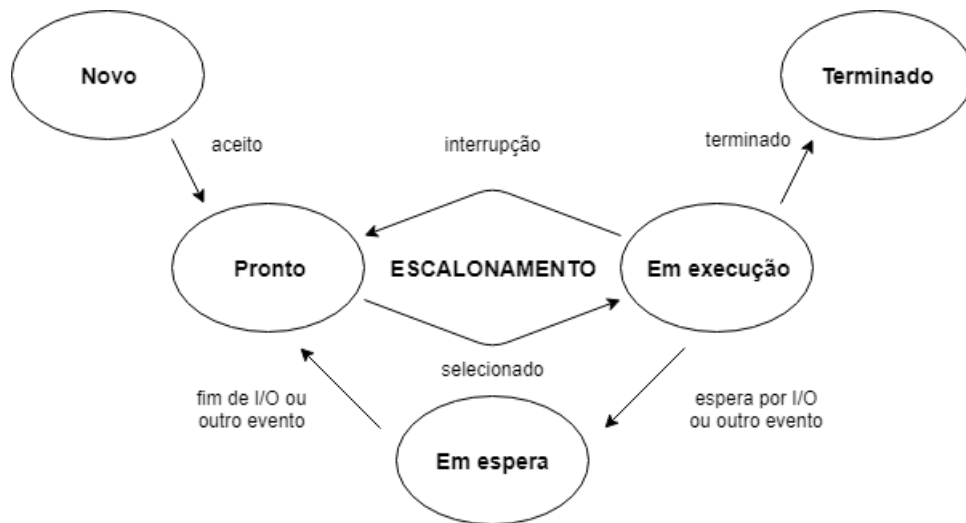 Novo
Terminado
aceito
interrupção
terminado
Pronto
ESCALONAMENTO
Em execução
selecionado
fim de I/O ou
outro evento
espera por I/O
ou outro evento
Em espera